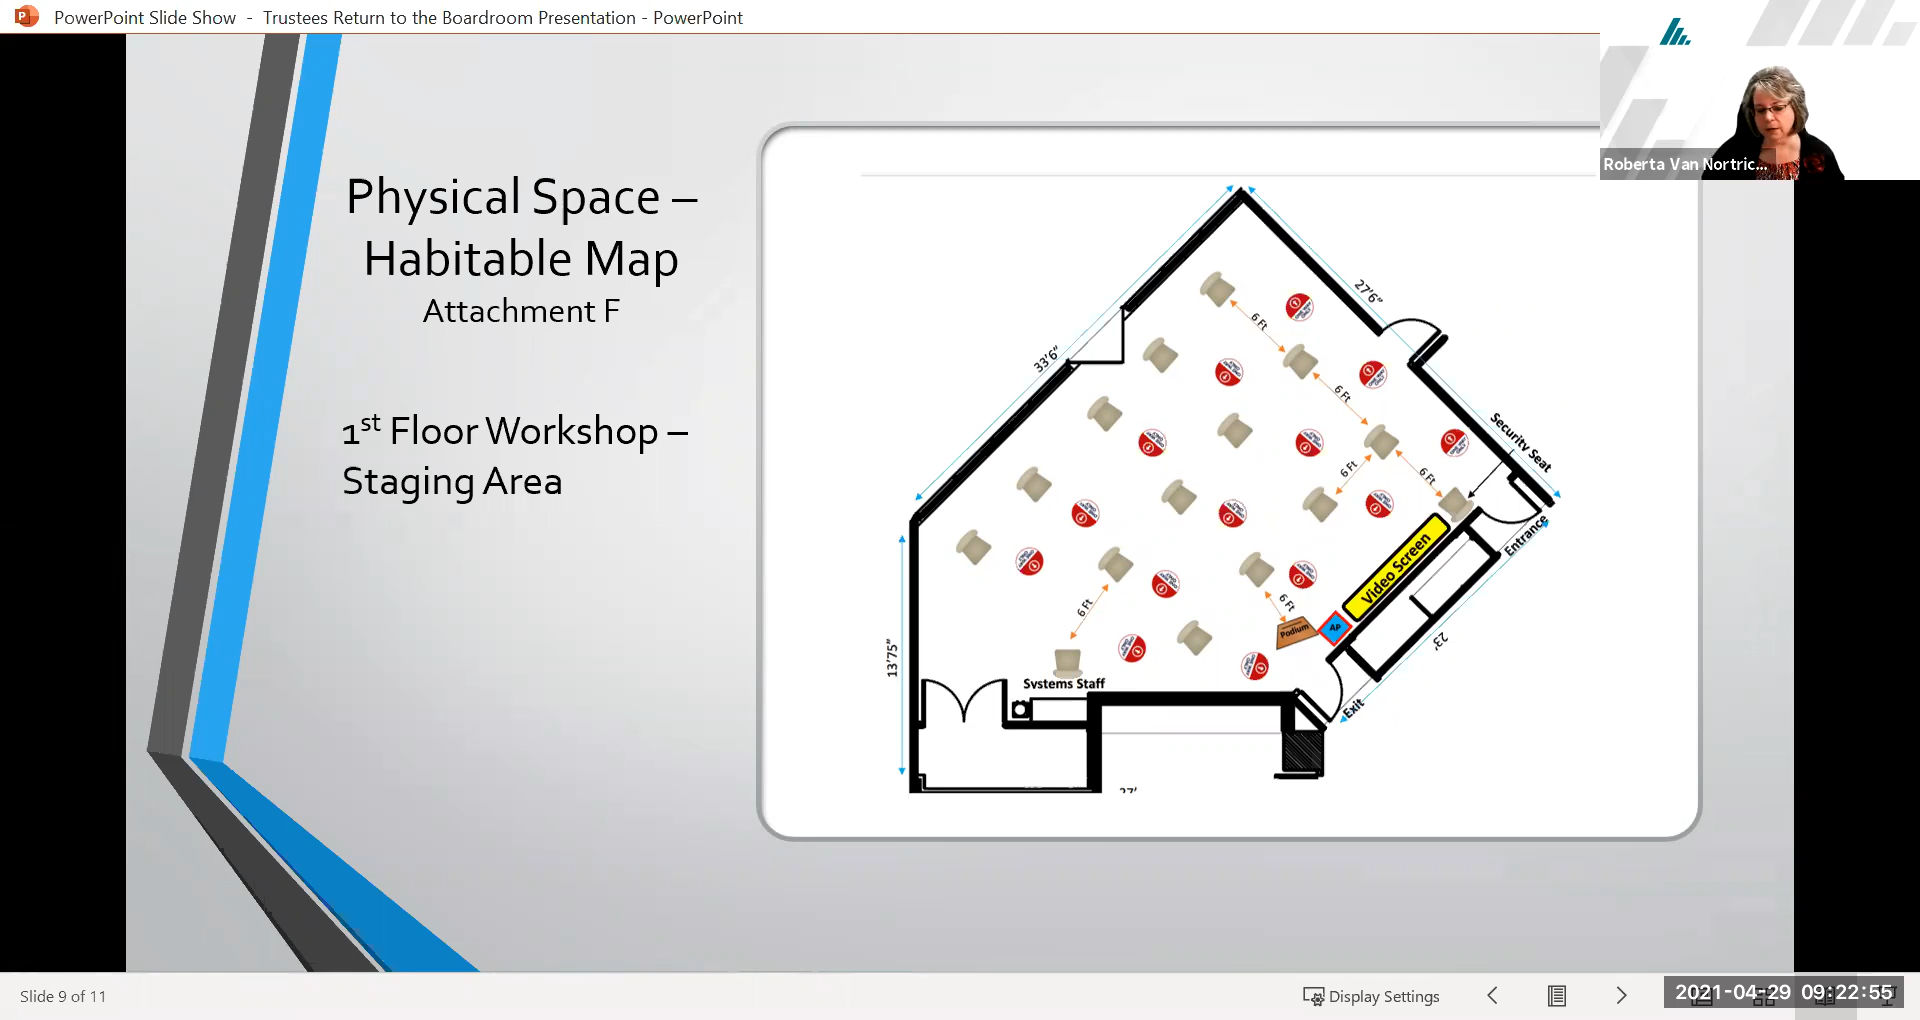 PowerPoint Slide Show - Trustees Return to the Boardroom Presentation - PowerPoint
Roberta Van Nortric...
Physical Space –
Habitable Map
Attachment F
1st Floor Workshop –
Staging Area
27'6"
33'6"
6 Ft
6 Ft
Security Seat
6 Ft
6 Ft
Entrance
Video Screen
6 Ft
6 Ft
Podium
AP
23'
13'75"
Systems Staff
Exit
27'
Slide 9 of 11
Display Settings
2021-04-29 09:22:55